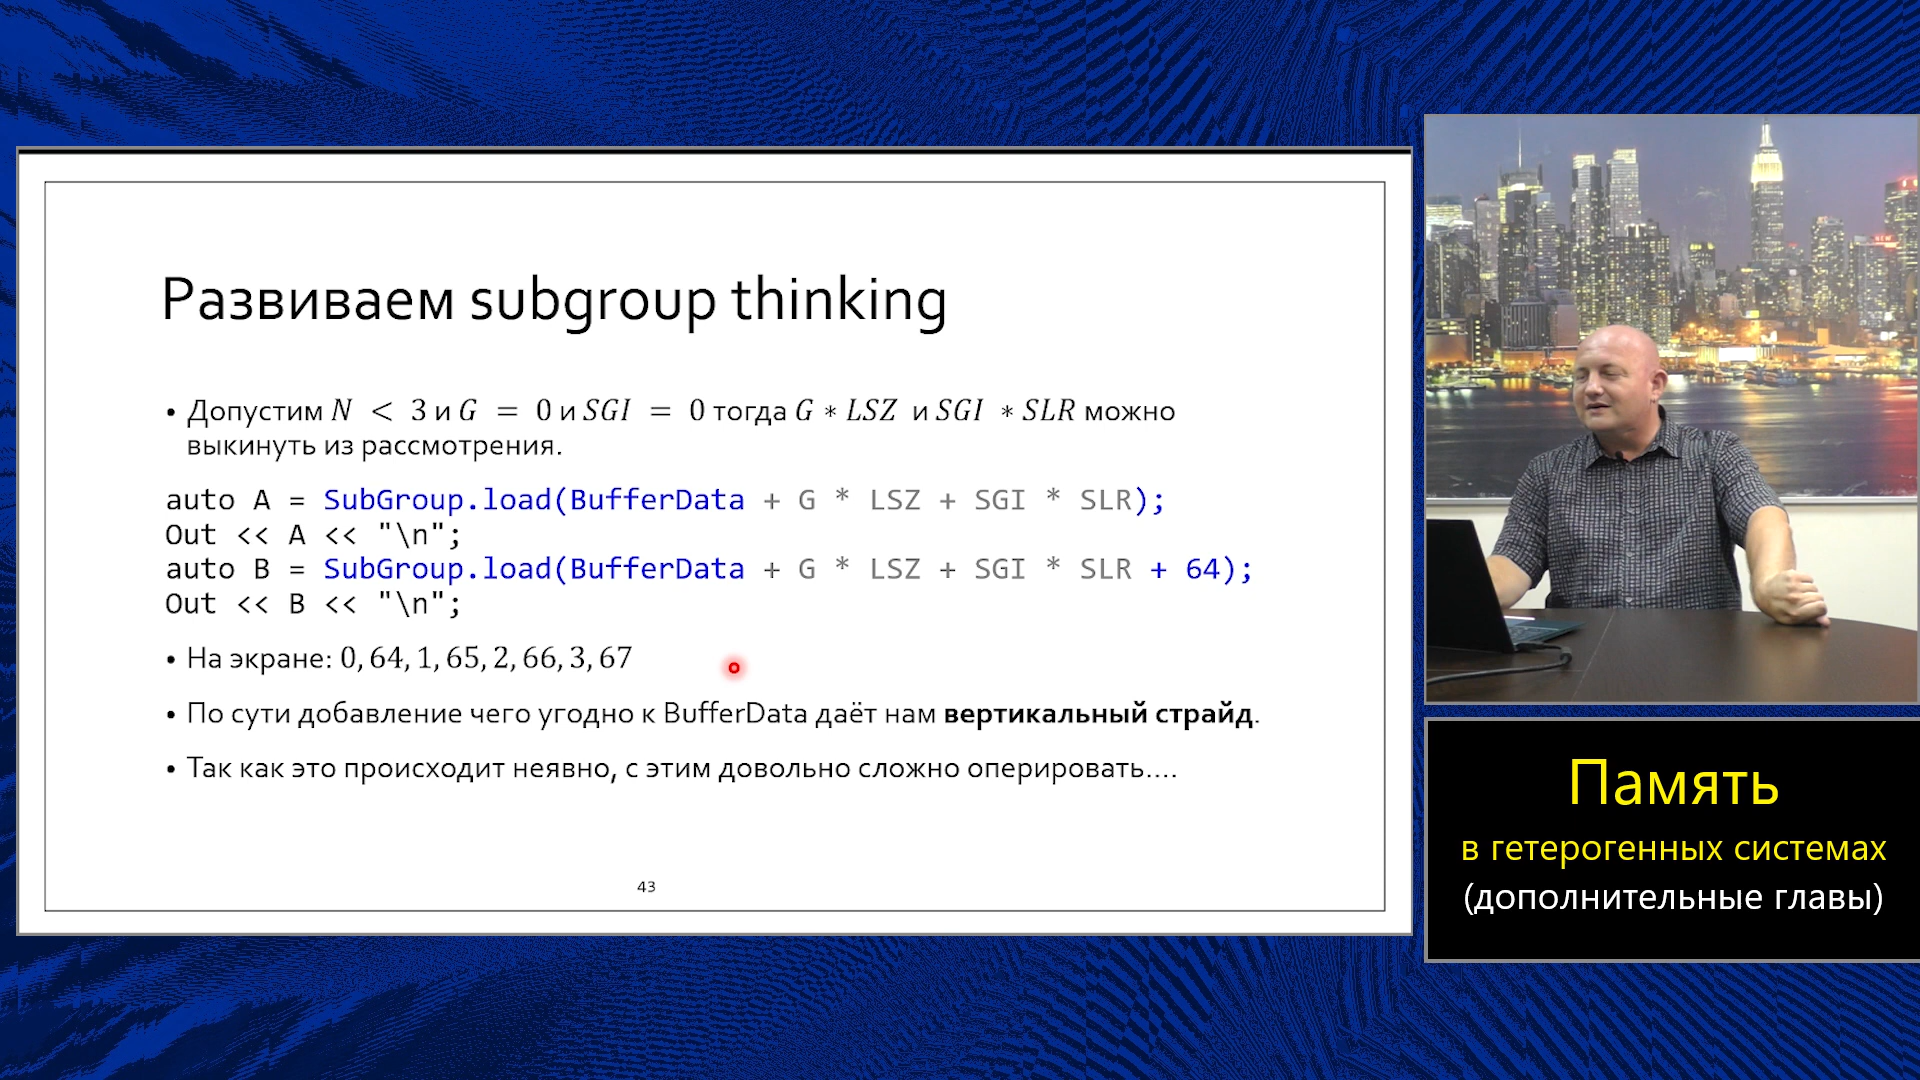 Развиваем subgroup thinking
• Допустим N < 3 и G = 0 и SGI = 0 тогда G ∗ LSZ и SGI ∗ SLR можно
выкинуть из рассмотрения.
auto A = SubGroup.load(BufferData + G * LSZ + SGI * SLR);
Out << A << "\n";
auto B = SubGroup.load(BufferData + G * LSZ + SGI * SLR + 64);
Out << B << "\n";
• На экране: 0, 64, 1, 65, 2, 66, 3, 67
• По сути добавление чего угодно к BufferData даёт нам вертикальный страйд.
• Так как это происходит неявно, с этим довольно сложно оперировать....
43
Память
в гетерогенных системах
(дополнительные главы)